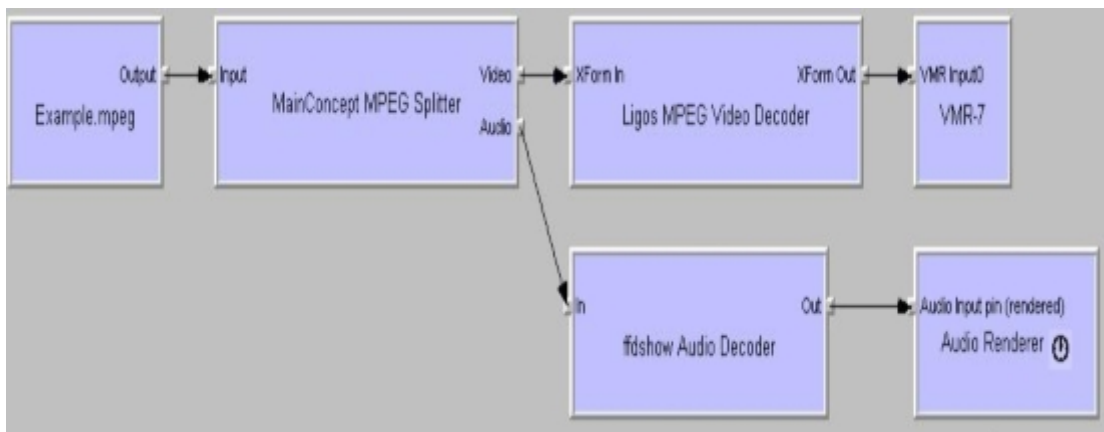 Output
Example.mpeg
Input
Video
MainConcept MPEG Splitter
Audio
XForm In
XForm Out
Ligos MPEG Video Decoder
VMR Input0
VMR-7
In
Out
ffdshow Audio Decoder
Audio Input pin (rendered)
Audio Renderer